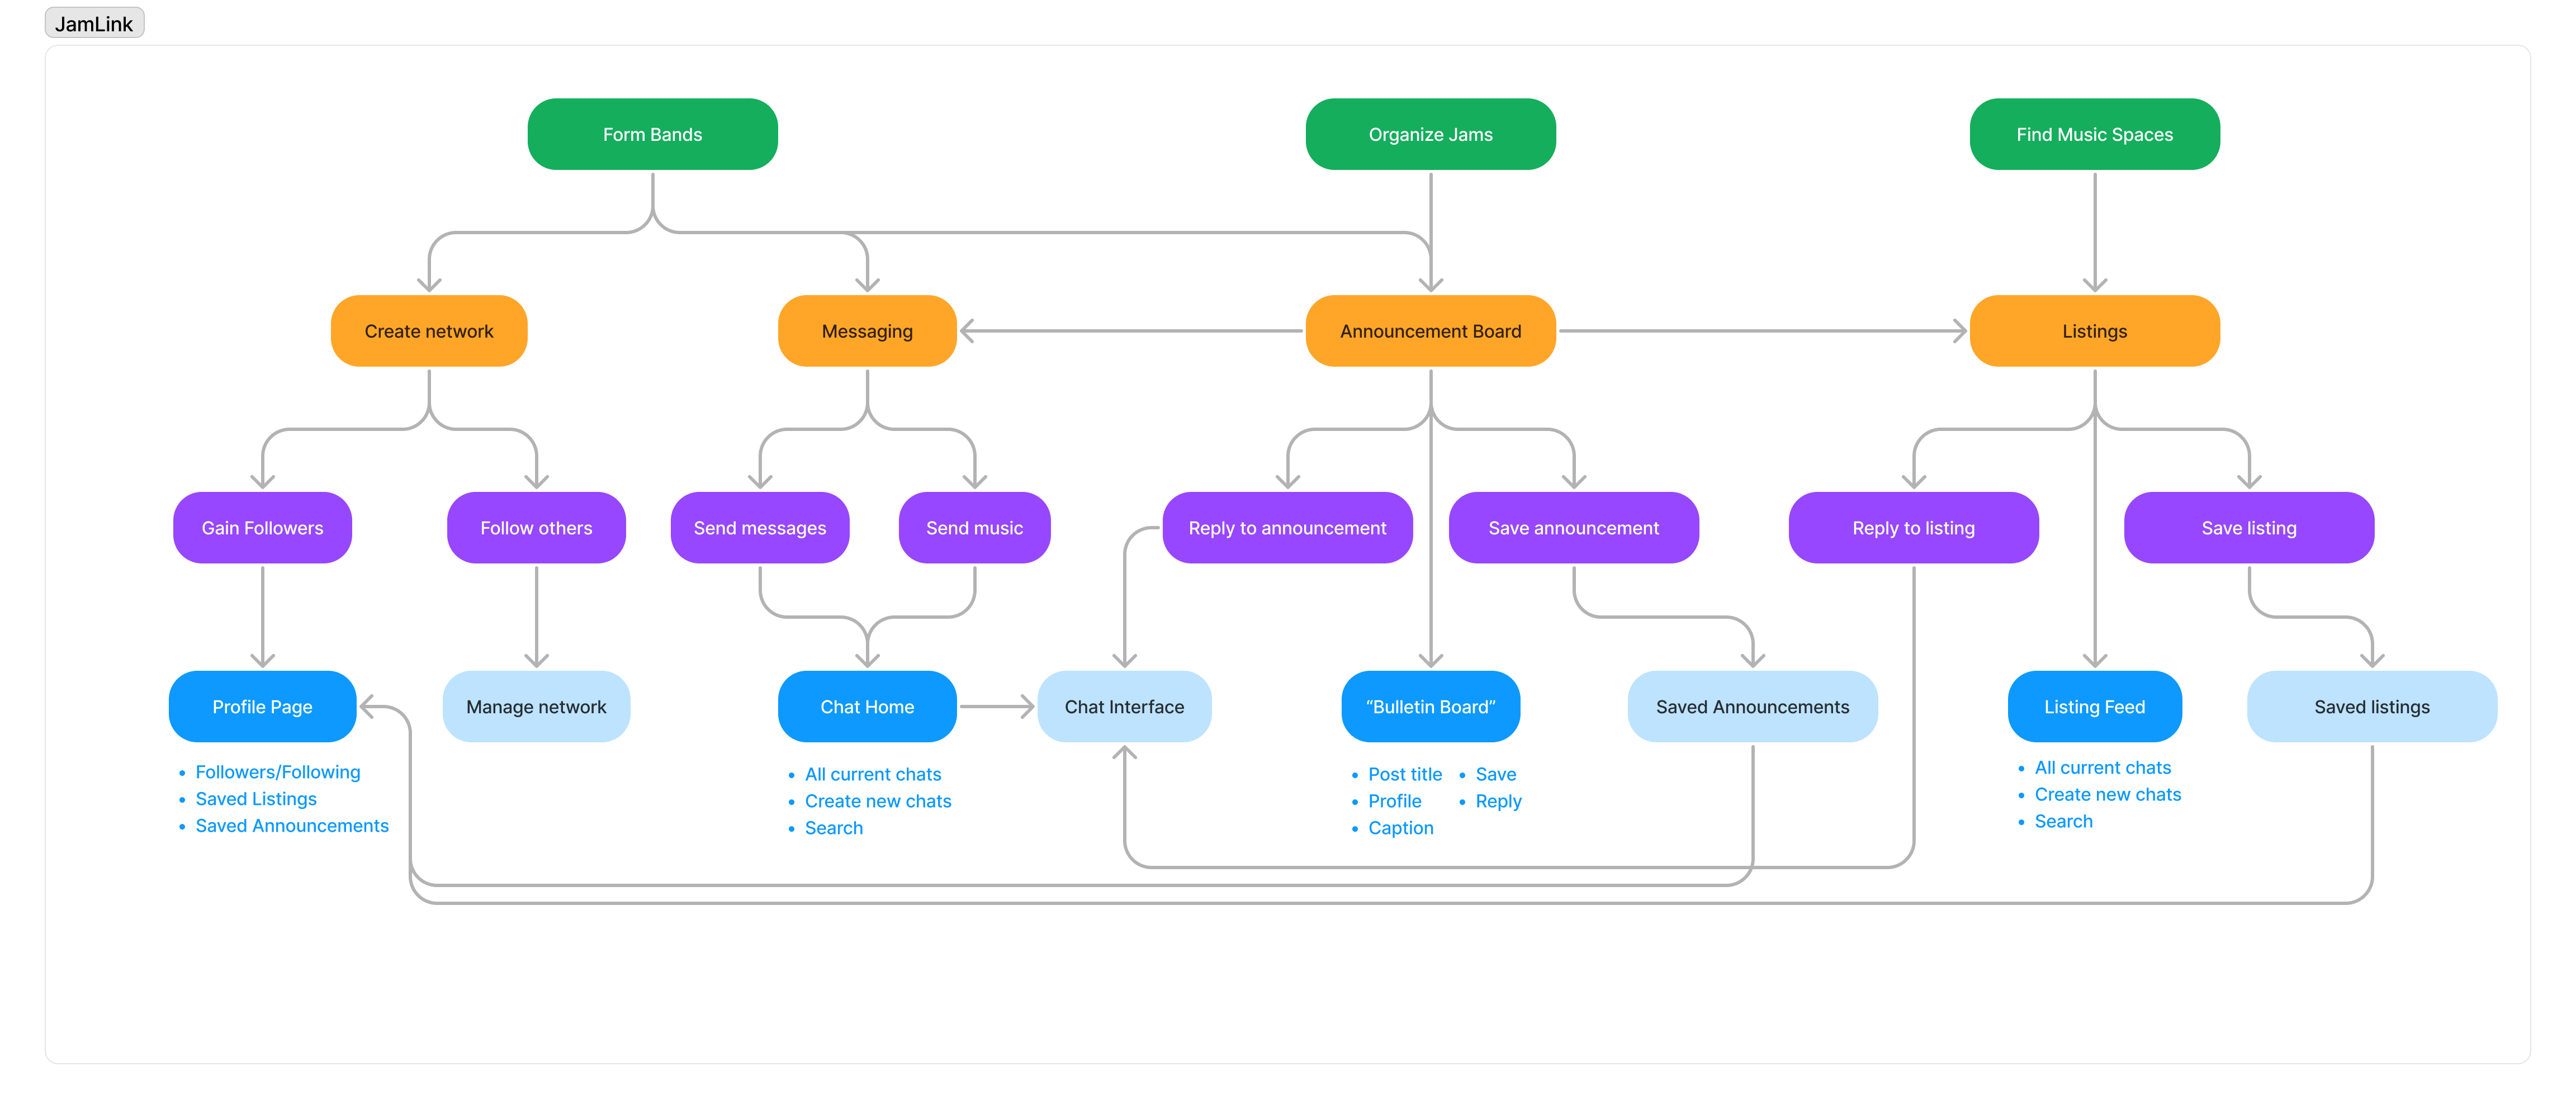 JamLink
Form Bands
Organize Jams
Find Music Spaces
Create network
Messaging
Announcement Board
Listings
Gain Followers
Follow others
Send messages
Send music
Reply to announcement
Save announcement
Reply to listing
Save listing
Profile Page
Manage network
Chat Home
Chat Interface
“Bulletin Board”
Saved Announcements
Listing Feed
Saved listings
• Followers/Following
• Saved Listings
• Saved Announcements
• All current chats
• Create new chats
• Search
• Post title
• Profile
• Caption
• Save
• Reply
• All current chats
• Create new chats
• Search